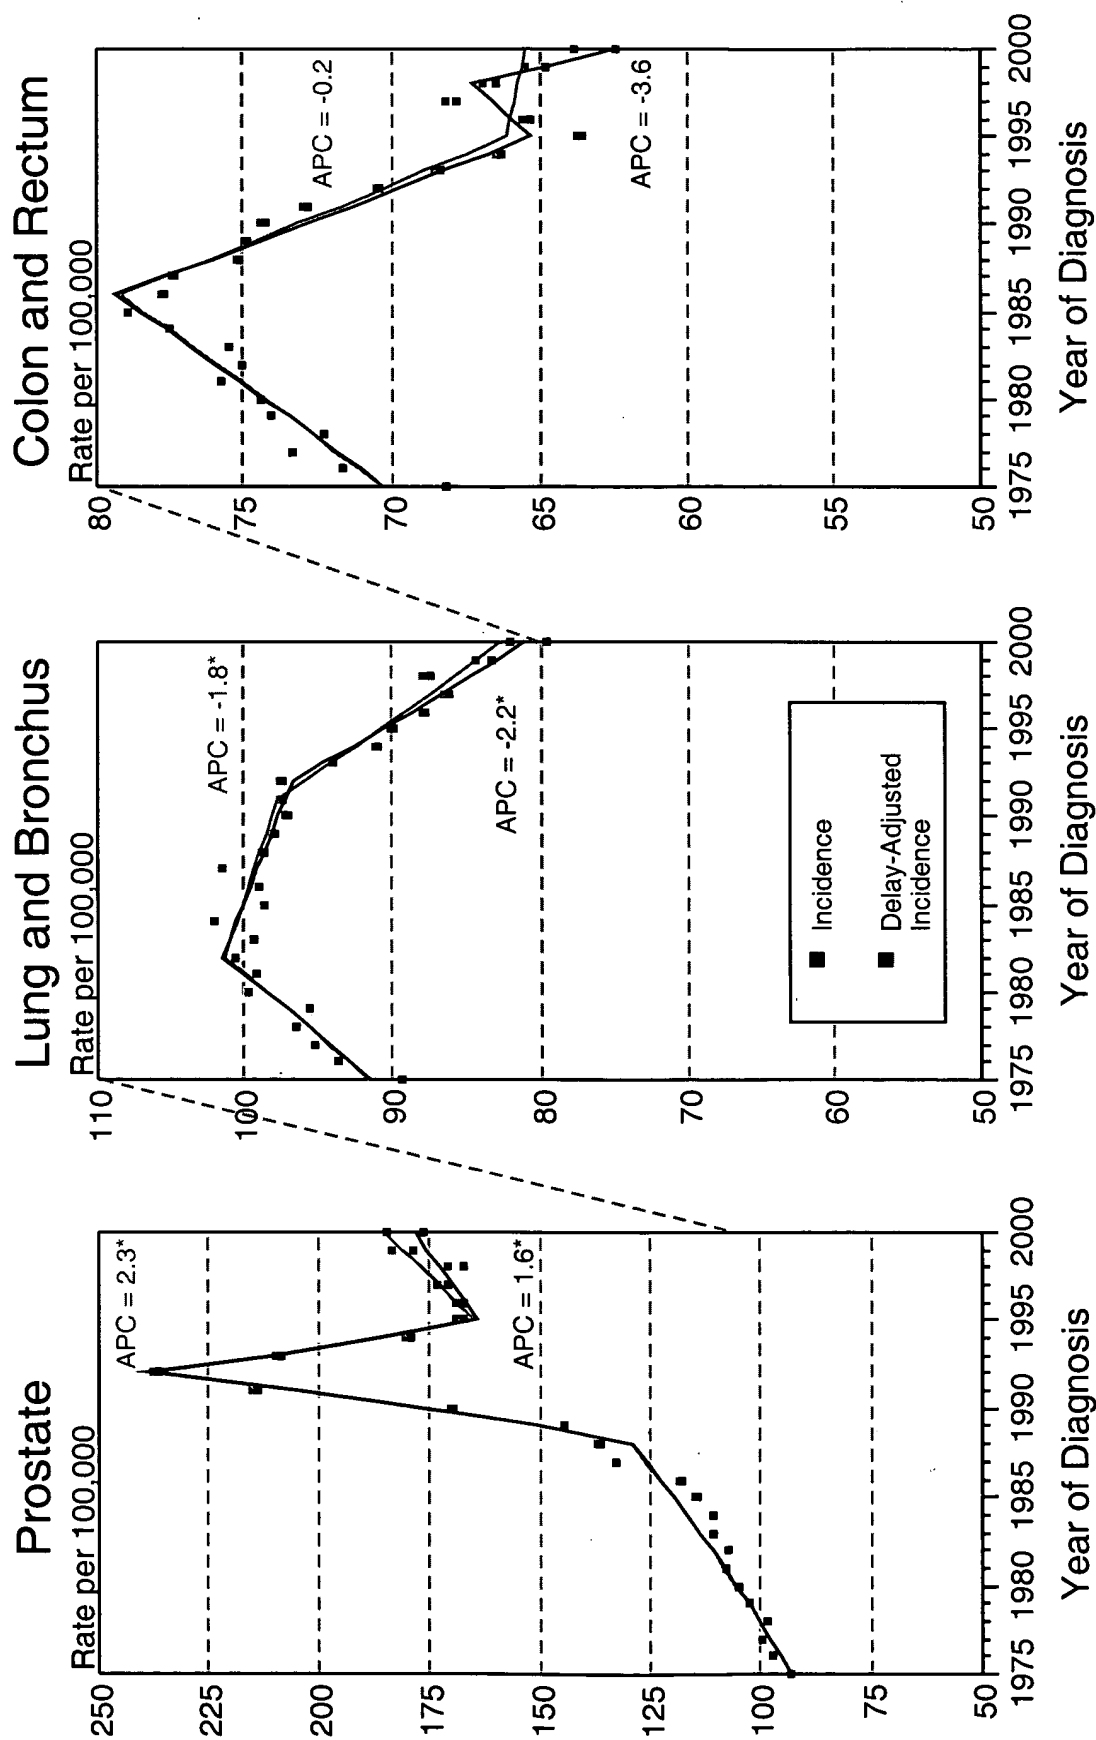 Prostate
Rate per 100,000
250
225
200
175
150
125
100
75
50
APC = 2.3*
APC = 1.6*
1975 1980 1985 1990 1995 2000
Year of Diagnosis
Lung and Bronchus
Rate per 100,000
110
100
90
80
70
60
50
APC = -1.8*
APC = -2.2*
Incidence
Delay-Adjusted
Incidence
1975 1980 1985 1990 1995 2000
Year of Diagnosis
Colon and Rectum
Rate per 100,000
80
75
70
65
60
55
50
APC = -0.2
APC = -3.6
1975 1980 1985 1990 1995 2000
Year of Diagnosis